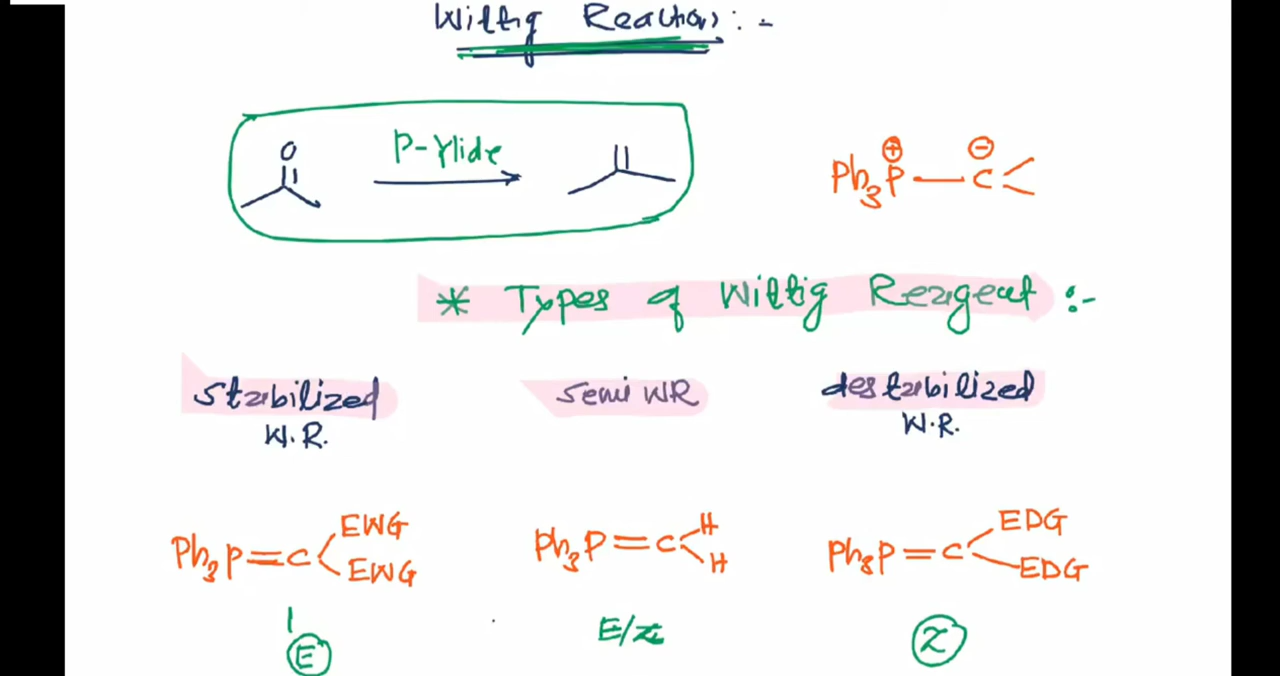 Wittig Reaction :-
O
P-Ylide
Ph3P⊕—C⊖
* Types of Wittig Reagent :-
Stabilized W.R.
Semi WR
destabilized W.R.
Ph3P=C EWG EWG
Ph3P=C H H
Ph3P=C EDG EDG
E
E/Z
Z